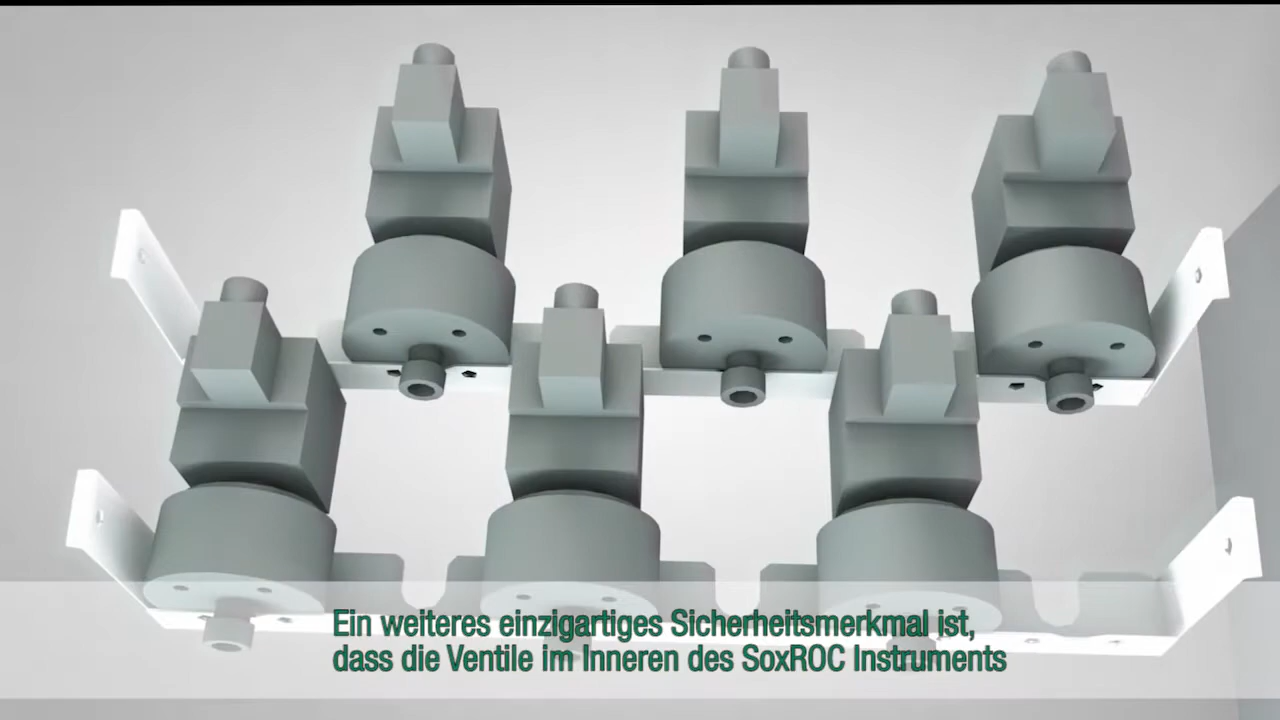 Ein weiteres einzigartiges Sicherheitsmerkmal ist,
dass die Ventile im Inneren des SoxROC Instruments